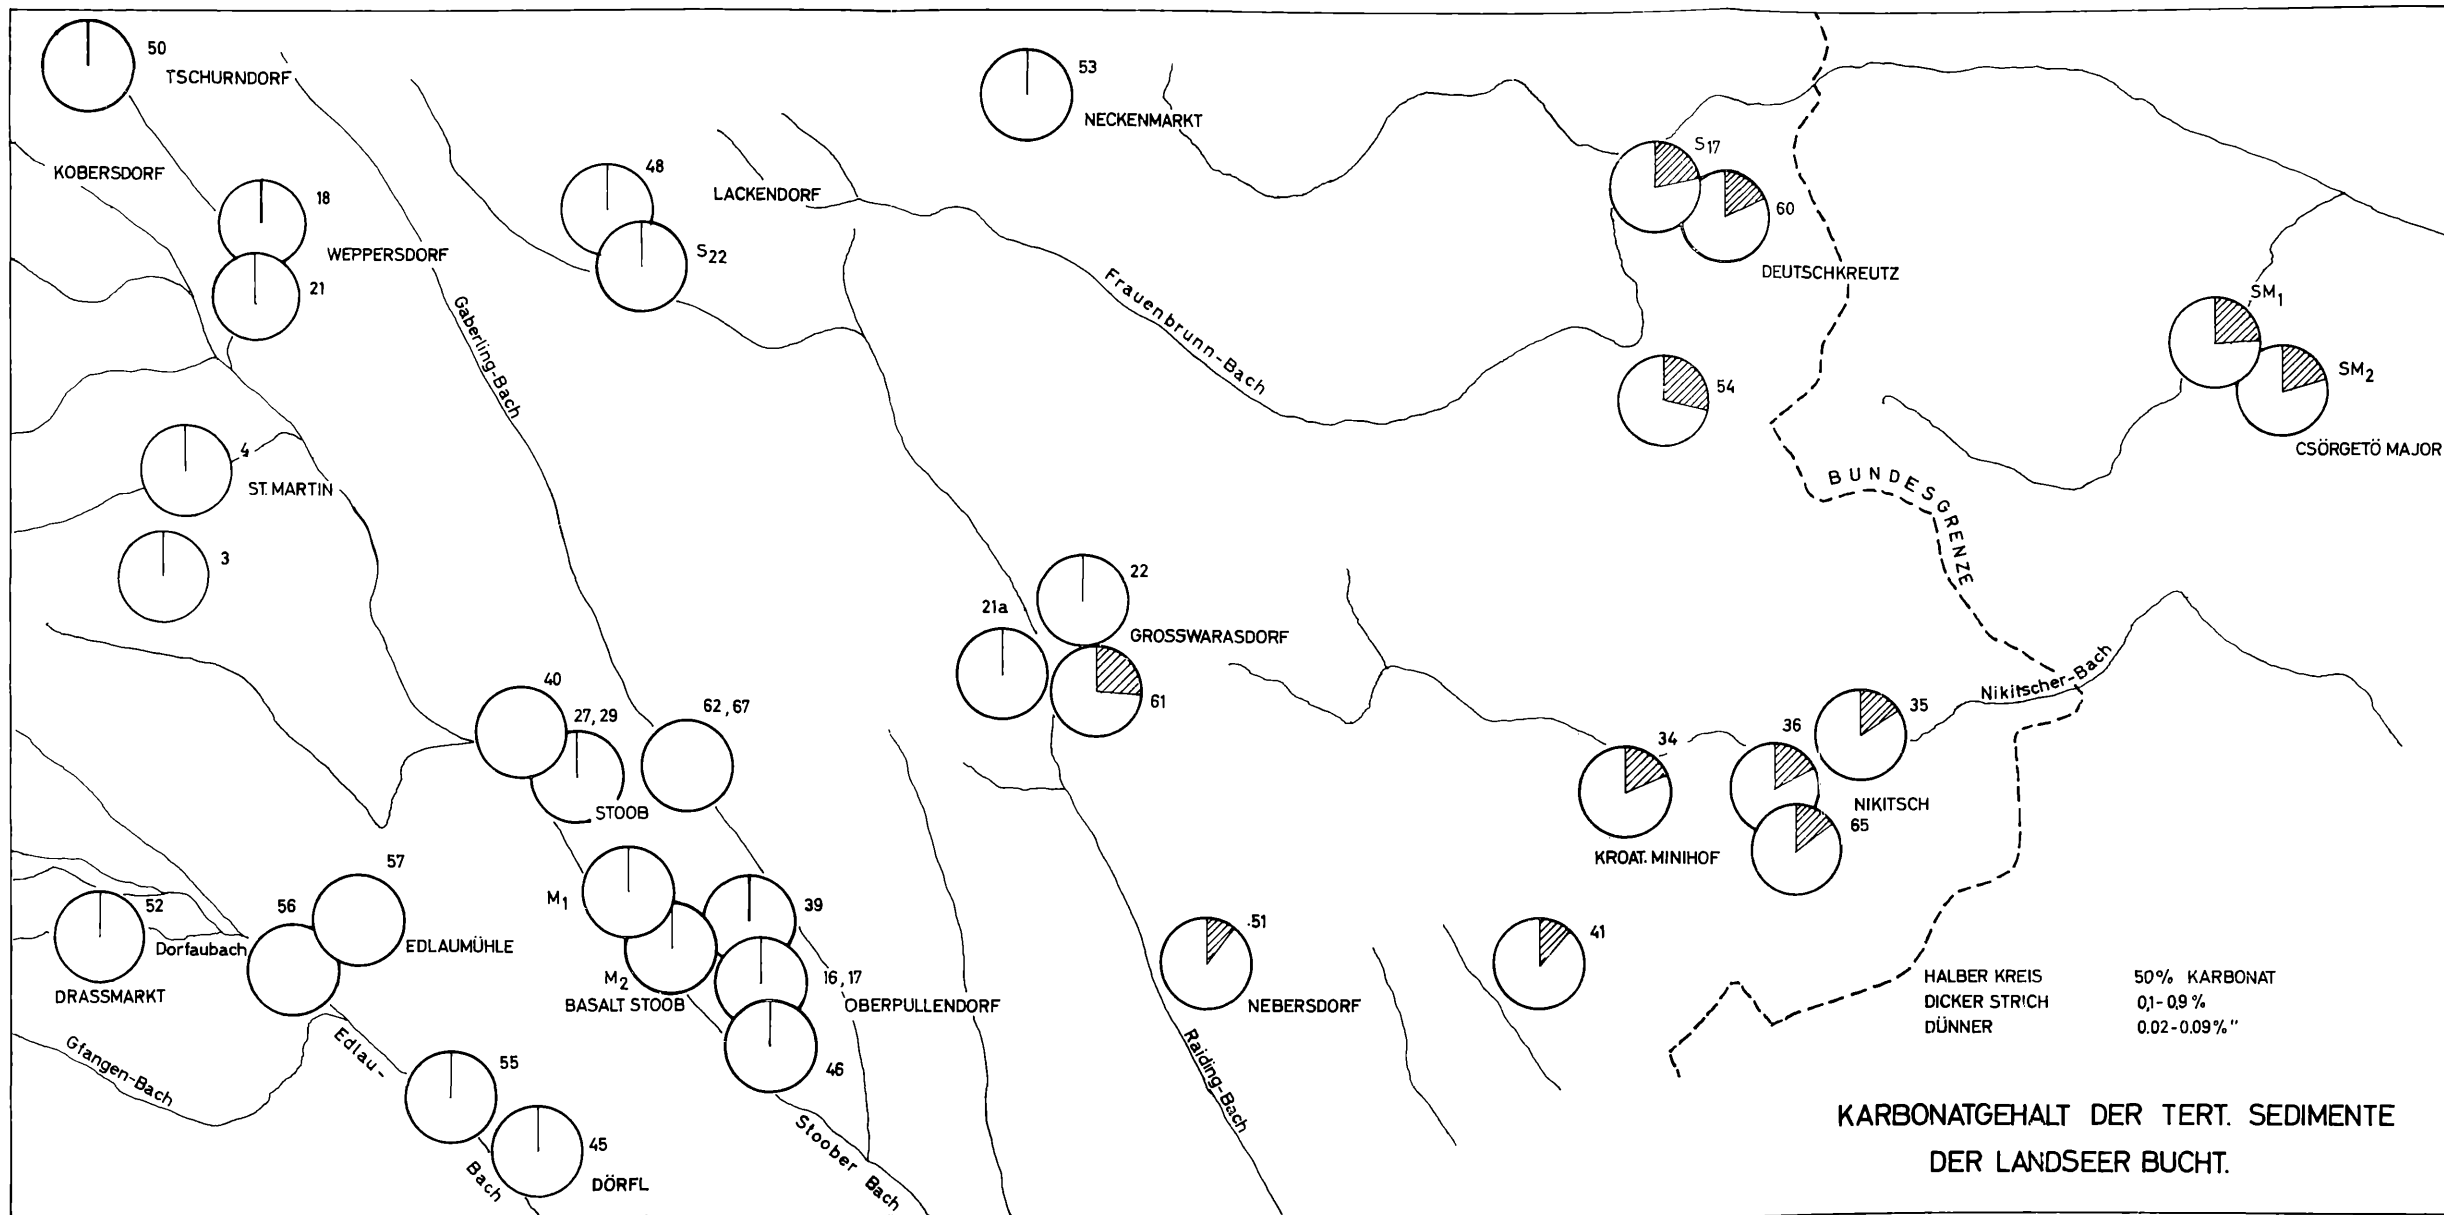 50
TSCHURNDORF
53
NECKENMARKT
KOBERSDORF
18
WEPPERSDORF
21
48
LACKENDORF
S22
S17
60
DEUTSCHKREUTZ
Gaberling-Bach
Frauenbrunn-Bach
54
SM1
SM2
CSÖRGETÖ MAJOR
4
ST. MARTIN
3
BUNDESGRENZE
22
21a
GROSSWARASDORF
61
40
27, 29
STOOB
62, 67
34
36
35
Nikitscher-Bach
NIKITSCH
65
KROAT. MINIHOF
57
56
EDLAUMÜHLE
52
Dorfaubach
DRASSMARKT
M1
M2
BASALT STOOB
39
16, 17
OBERPULLENDORF
46
.51
NEBERSDORF
41
Gfangen-Bach
Edlau-
Bach
55
45
DÖRFL
Stoober Bach
Raiding-Bach
HALBER KREIS 50% KARBONAT
DICKER STRICH 0,1-0,9 %
DÜNNER 0.02-0.09% "
KARBONATGEHALT DER TERT. SEDIMENTE
DER LANDSEER BUCHT.